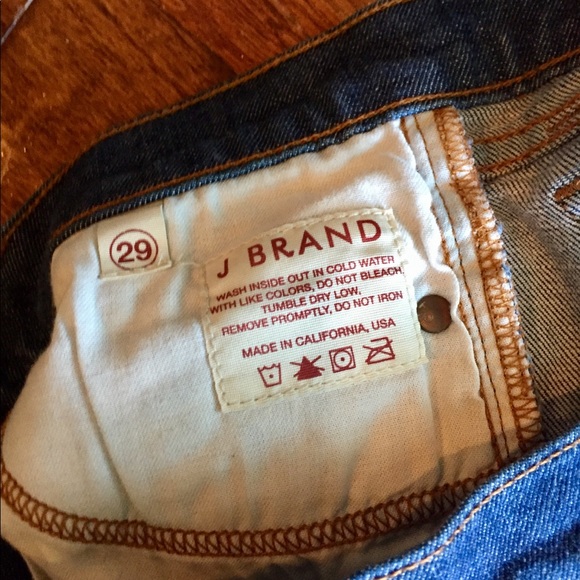 29
J BRAND
WASH INSIDE OUT IN COLD WATER
WITH LIKE COLORS, DO NOT BLEACH,
TUMBLE DRY LOW,
REMOVE PROMPTLY, DO NOT IRON
MADE IN CALIFORNIA, USA